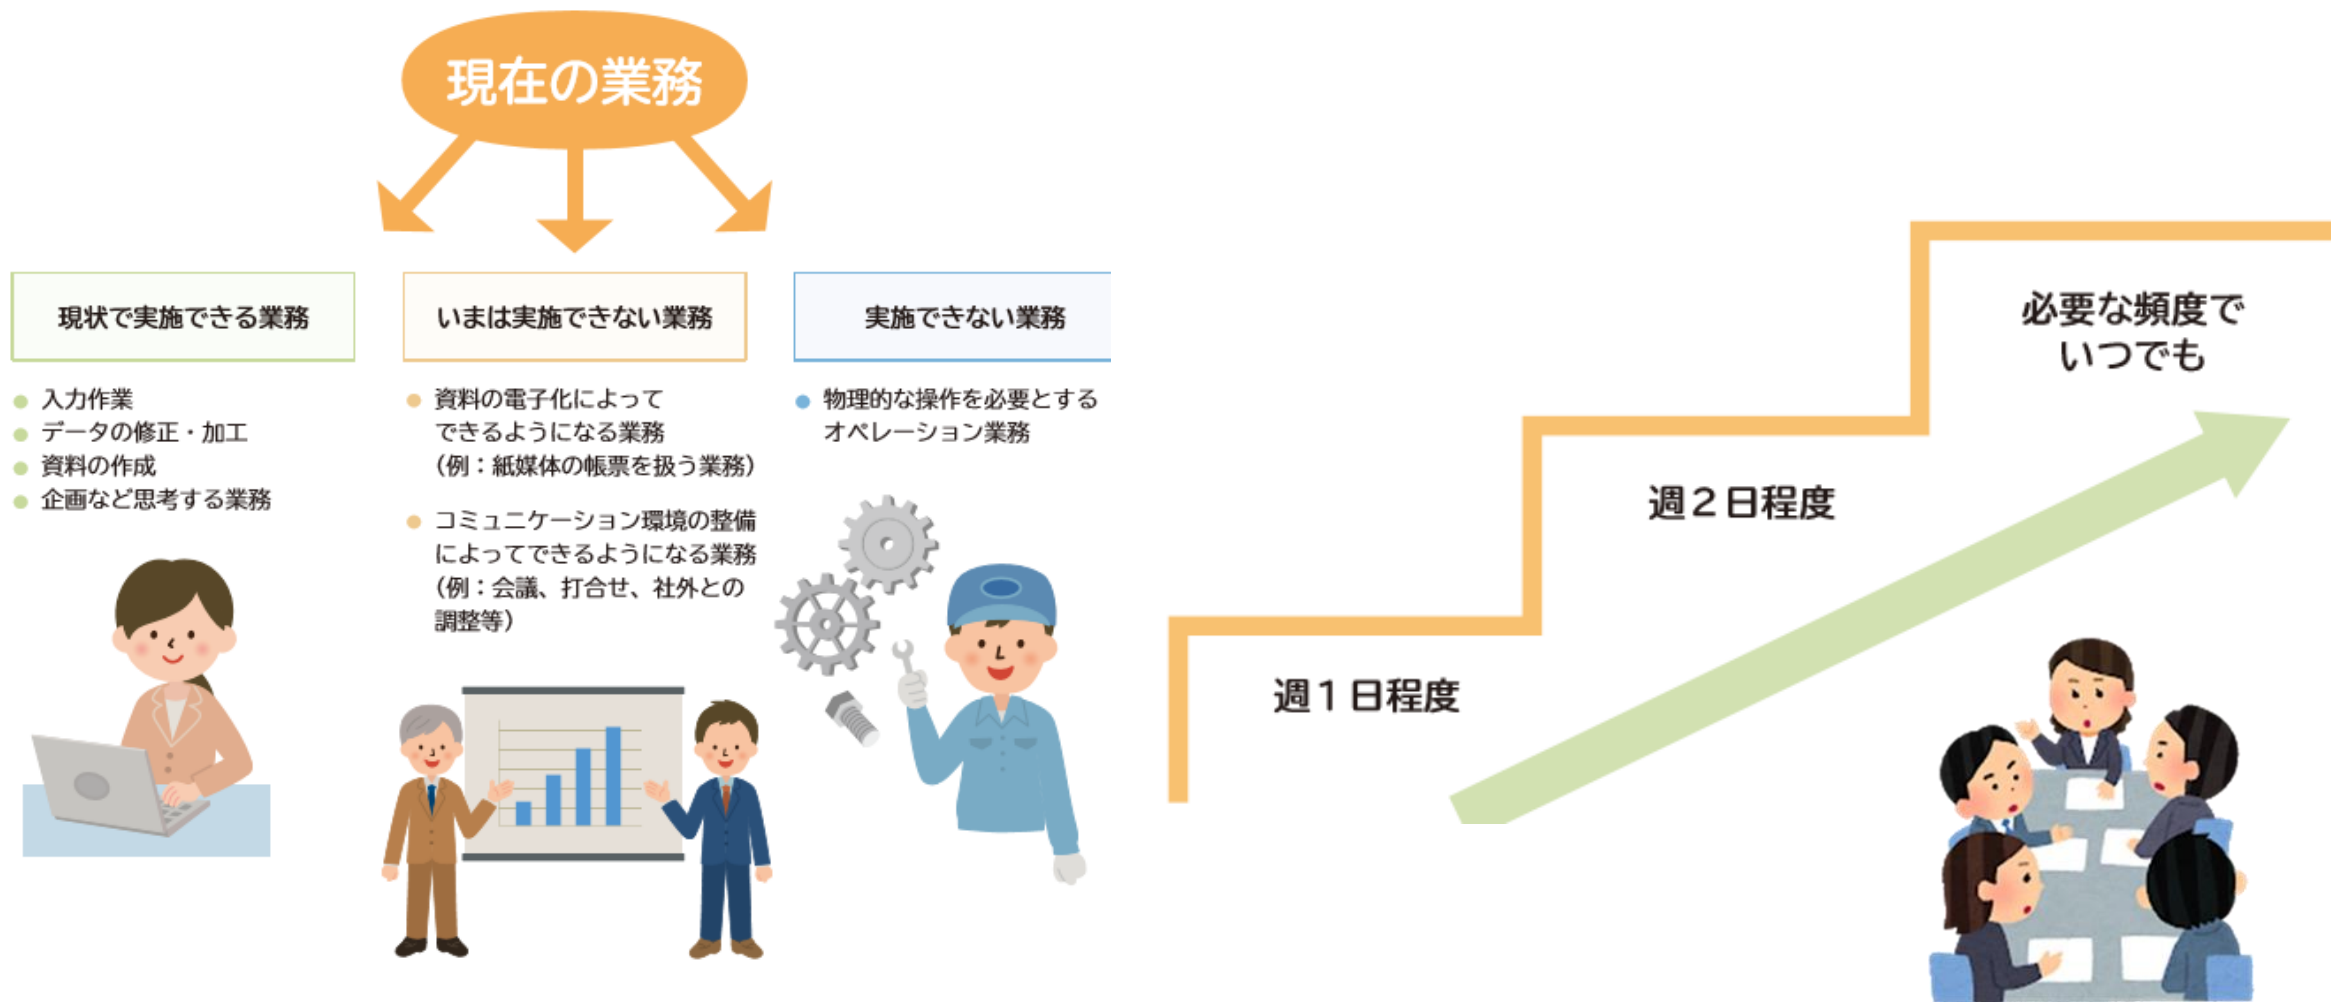 現在の業務
現状で実施できる業務
入力作業
データの修正・加工
資料の作成
企画など思考する業務
いまは実施できない業務
資料の電子化によって
できるようになる業務
（例：紙媒体の帳票を扱う業務）
コミュニケーション環境の整備
によってできるようになる業務
（例：会議、打合せ、社外との
調整等）
実施できない業務
物理的な操作を必要とする
オペレーション業務
週１日程度
週２日程度
必要な頻度で
いつでも